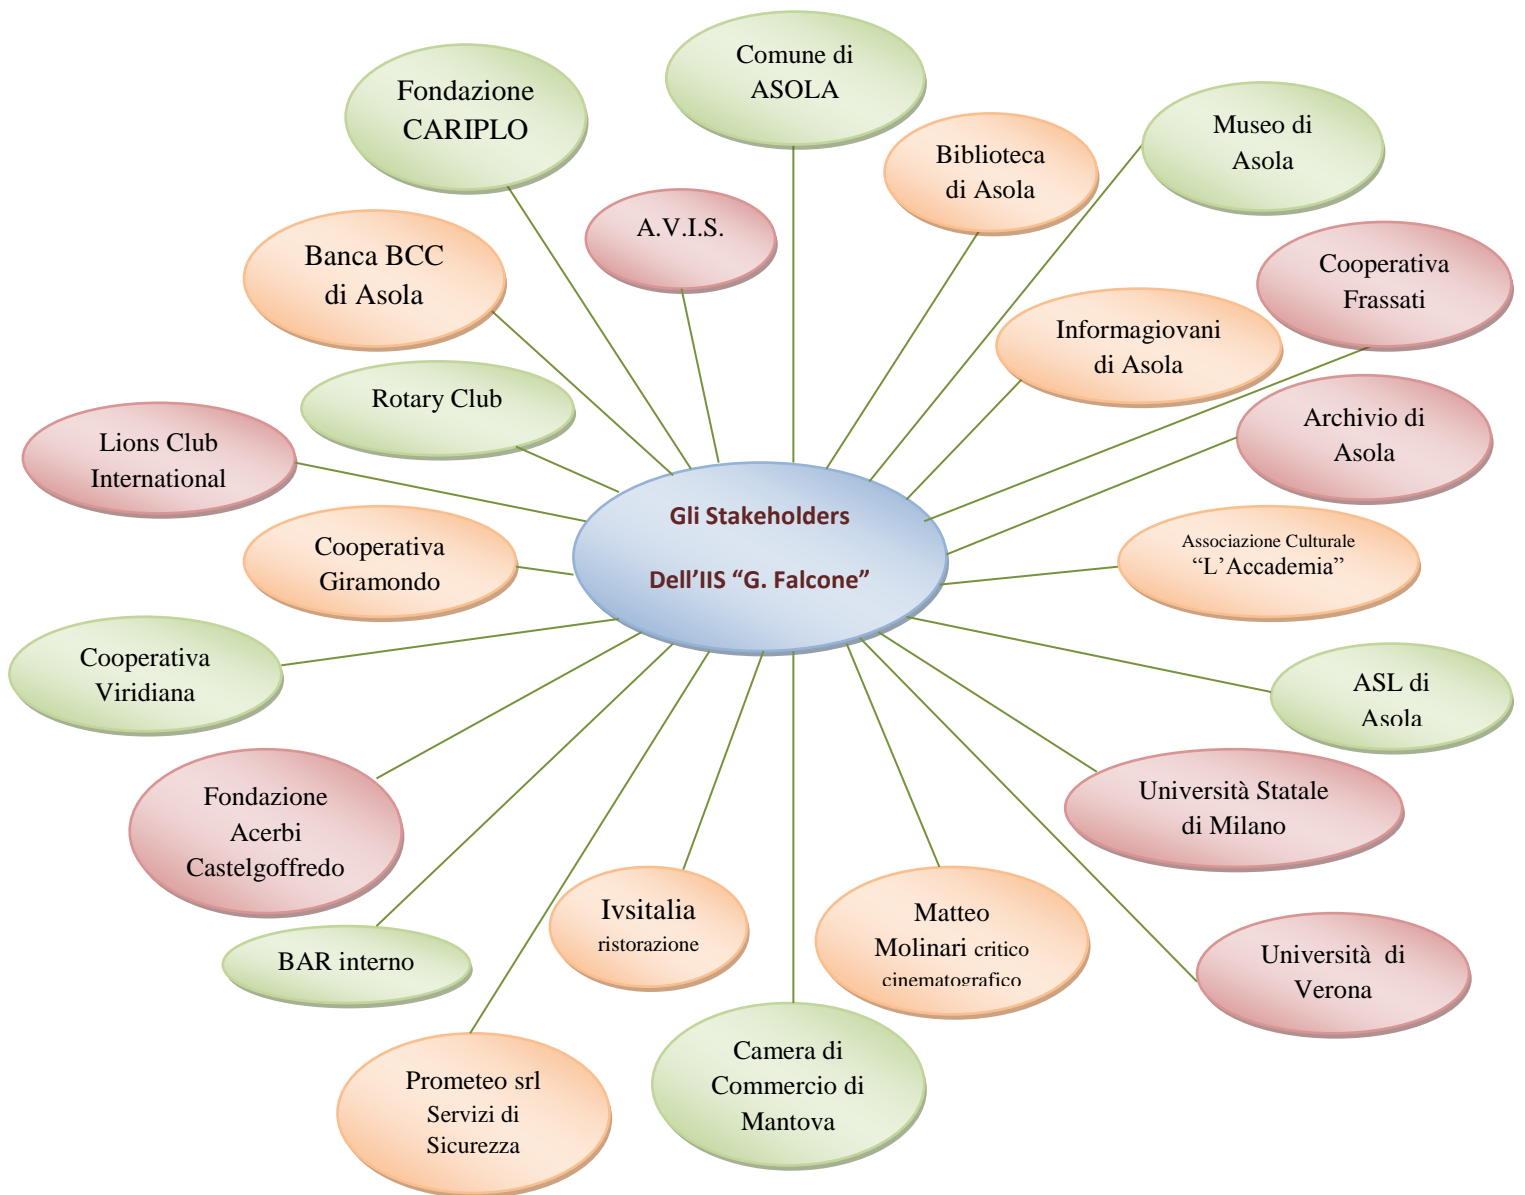 Comune di
ASOLA
Fondazione
CARIPLO
Museo di
Asola
Biblioteca
di Asola
A.V.I.S.
Banca BCC
di Asola
Cooperativa
Frassati
Informagiovani
di Asola
Rotary Club
Archivio di
Asola
Lions Club
International
Gli Stakeholders
Dell’IIS “G. Falcone”
Cooperativa
Giramondo
Associazione Culturale
“L’Accademia”
Cooperativa
Viridiana
ASL di
Asola
Fondazione
Acerbi
Castelgoffredo
Università Statale
di Milano
Ivsitalia
ristorazione
Matteo
Molinari critico
cinematografico
BAR interno
Università di
Verona
Camera di
Commercio di
Mantova
Prometeo srl
Servizi di
Sicurezza